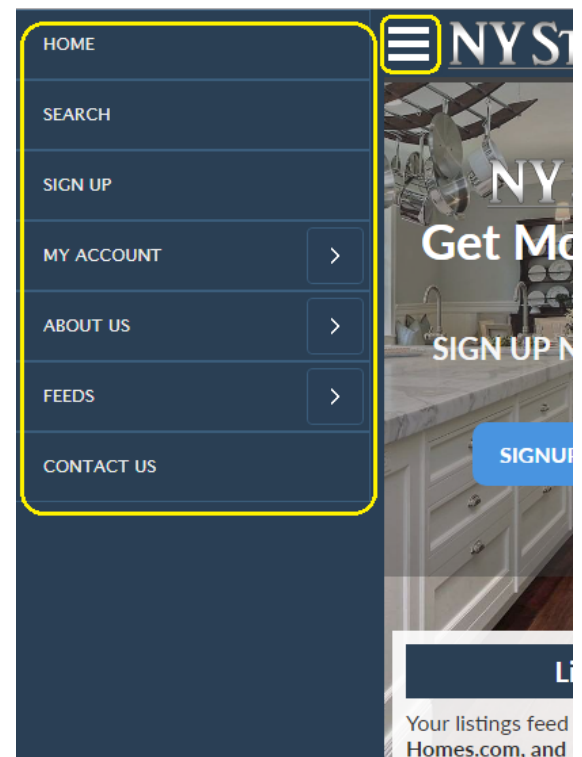 HOME
SEARCH
SIGN UP
MY ACCOUNT
ABOUT US
FEEDS
CONTACT US
NY
NY
Get
SIGN UP
Your listings feed
Homes.com, and